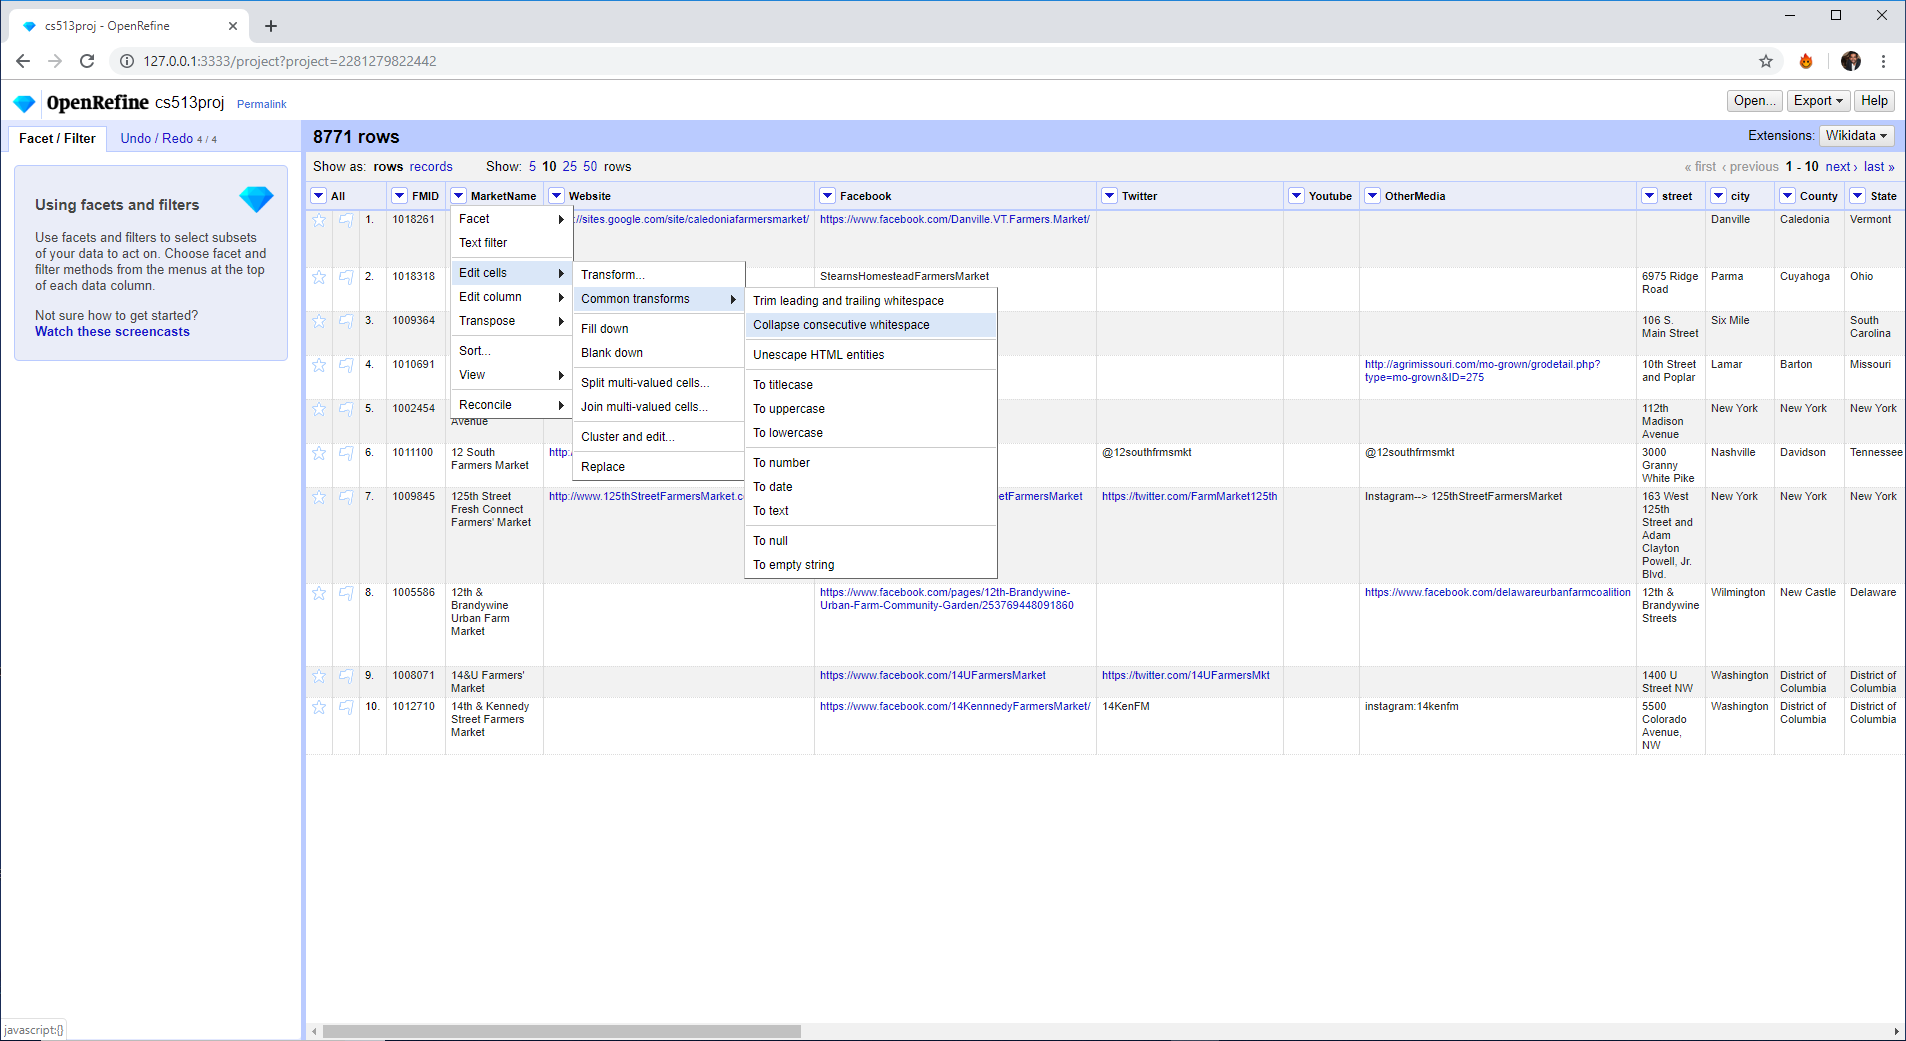 cs513proj - OpenRefine
127.0.0.1:3333/project?project=2281279822442
OpenRefine cs513proj Permalink
Open... Export Help
Facet / Filter Undo / Redo 4 / 4
8771 rows
Extensions: Wikidata
Show as: rows records Show: 5 10 25 50 rows
« first ‹ previous 1 - 10 next › last »
Using facets and filters
Use facets and filters to select subsets
of your data to act on. Choose facet and
filter methods from the menus at the top
of each data column.
Not sure how to get started?
Watch these screencasts
All FMID MarketName Website Facebook Twitter Youtube OtherMedia street city County State
1. 1018261 ://sites.google.com/site/caledoniafarmersmarket/ https://www.facebook.com/Danville.VT.Farmers.Market/ Danville Caledonia Vermont
2. 1018318 StearnsHomesteadFarmersMarket 6975 Ridge Parma Cuyahoga Ohio
Road
3. 1009364 106 S. Six Mile South
Main Street Carolina
4. 1010691 http://agrimissouri.com/mo-grown/grodetail.php? 10th Street Lamar Barton Missouri
type=mo-grown&ID=275 and Poplar
5. 1002454 112th New York New York New York
Avenue Madison
Avenue
6. 1011100 12 South http:/ @12southfrmsmkt @12southfrmsmkt 3000 Nashville Davidson Tennessee
Farmers Market Granny
White Pike
7. 1009845 125th Street http://www.125thStreetFarmersMarket.c eetFarmersMarket https://twitter.com/FarmMarket125th Instagram--> 125thStreetFarmersMarket 163 West New York New York New York
Fresh Connect 125th
Farmers' Market Street and
Adam
Clayton
Powell, Jr.
Blvd.
8. 1005586 12th & https://www.facebook.com/pages/12th-Brandywine- https://www.facebook.com/delawareurbanfarmcoalition 12th & Wilmington New Castle Delaware
Brandywine Urban-Farm-Community-Garden/253769448091860 Brandywine
Urban Farm Streets
Market
9. 1008071 14&U Farmers' https://www.facebook.com/14UFarmersMarket https://twitter.com/14UFarmersMkt 1400 U Washington District of District of
Market Street NW Columbia Columbia
10. 1012710 14th & Kennedy https://www.facebook.com/14KennnedyFarmersMarket/ 14KenFM instagram:14kenfm 5500 Washington District of District of
Street Farmers Colorado Columbia Columbia
Market Avenue,
NW
Facet
Text filter
Edit cells
Edit column
Transpose
Sort...
View
Reconcile
Transform...
Common transforms
Fill down
Blank down
Split multi-valued cells...
Join multi-valued cells...
Cluster and edit...
Replace
Trim leading and trailing whitespace
Collapse consecutive whitespace
Unescape HTML entities
To titlecase
To uppercase
To lowercase
To number
To date
To text
To null
To empty string
javascript:{}